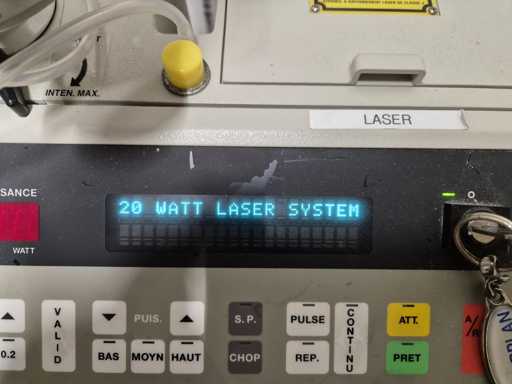 INTEN. MAX.
LASER
SANCE
WATT
20 WATT LASER SYSTEM
O
VALID
PUIS.
S.P.
PULSE
CONTINU
ATT.
A/R
0.2
BAS
MOYN
HAUT
CHOP
REP.
PRET